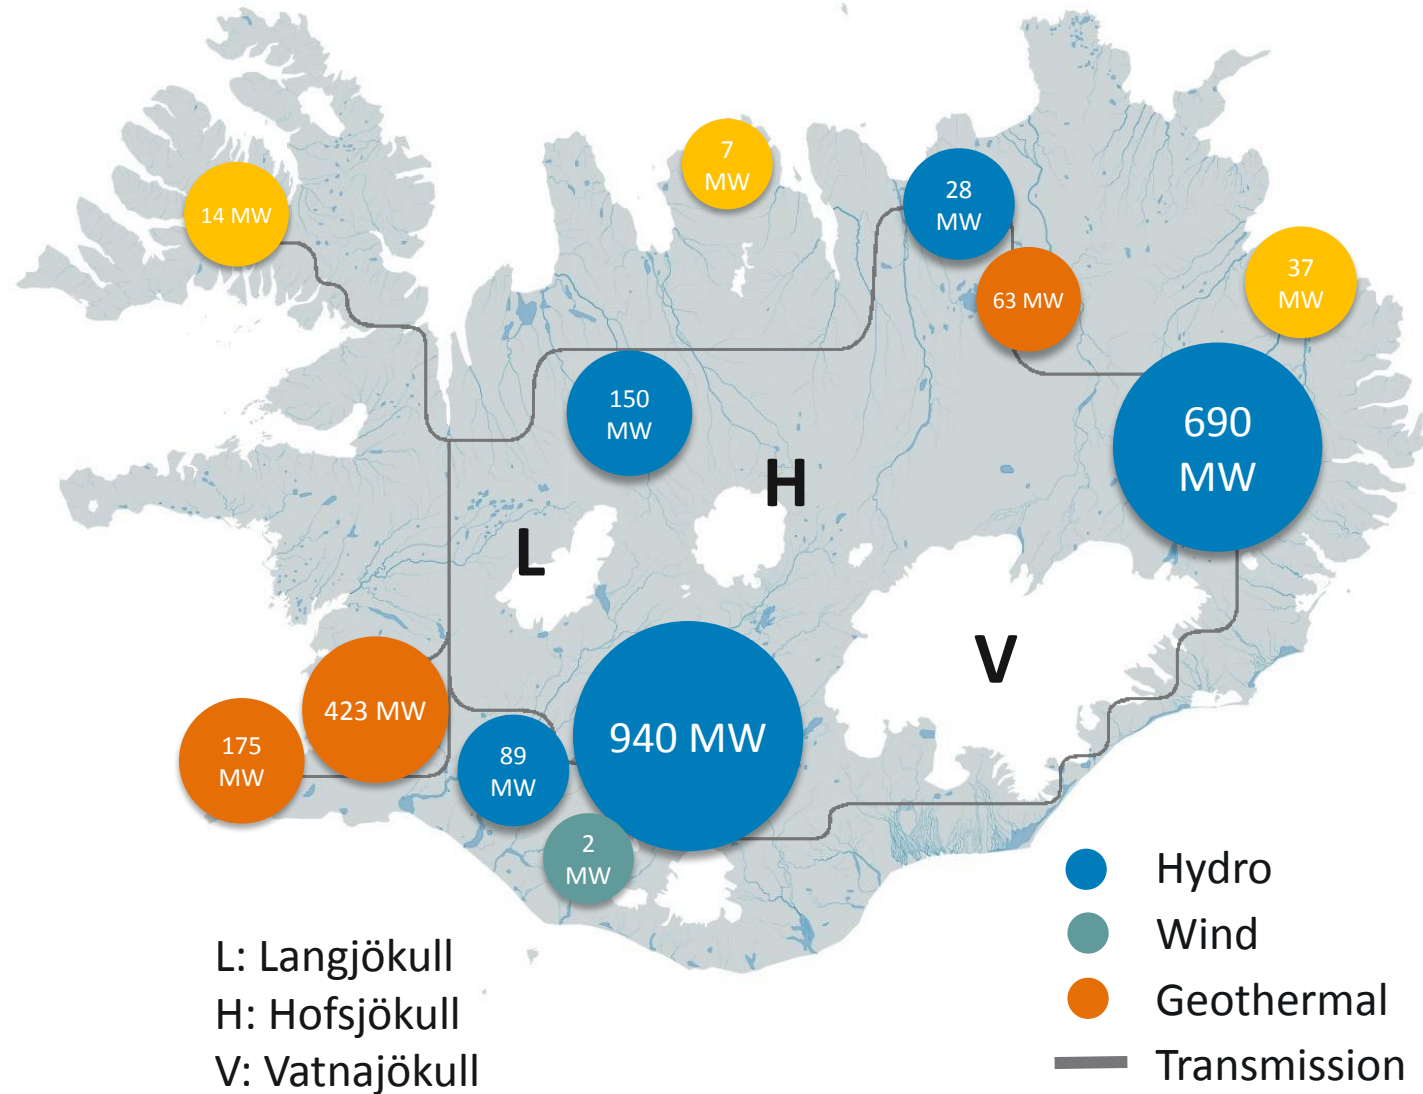 7
MW
14 MW
28
MW
37
MW
63 MW
150
MW
690
MW
H
L
V
423 MW
175
MW
89
MW
940 MW
2
MW
Hydro
Wind
Geothermal
Transmission
L: Langjökull
H: Hofsjökull
V: Vatnajökull